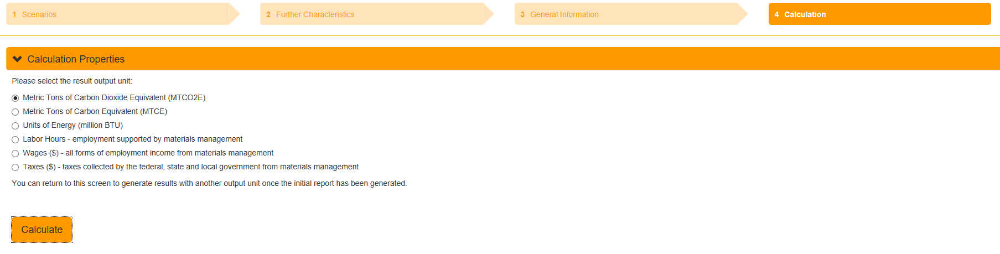 1 Scenarios
2 Further Characteristics
3 General Information
4 Calculation
Calculation Properties
Please select the result output unit:
Metric Tons of Carbon Dioxide Equivalent (MTCO2E)
Metric Tons of Carbon Equivalent (MTCE)
Units of Energy (million BTU)
Labor Hours - employment supported by materials management
Wages ($) - all forms of employment income from materials management
Taxes ($) - taxes collected by the federal, state and local government from materials management
You can return to this screen to generate results with another output unit once the initial report has been generated.
Calculate